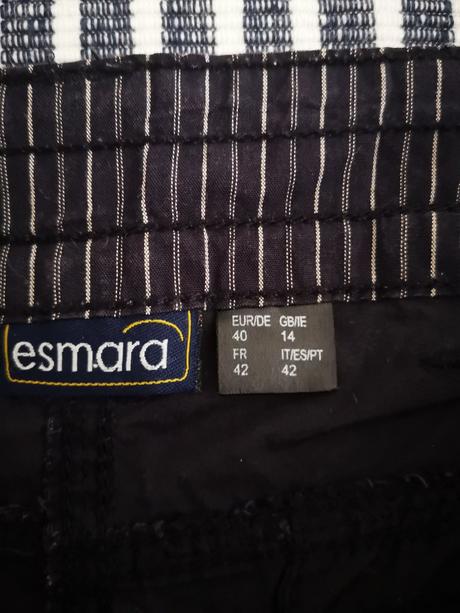 esmara
EUR/DE GB/IE
40 14
FR IT/ES/PT
42 42